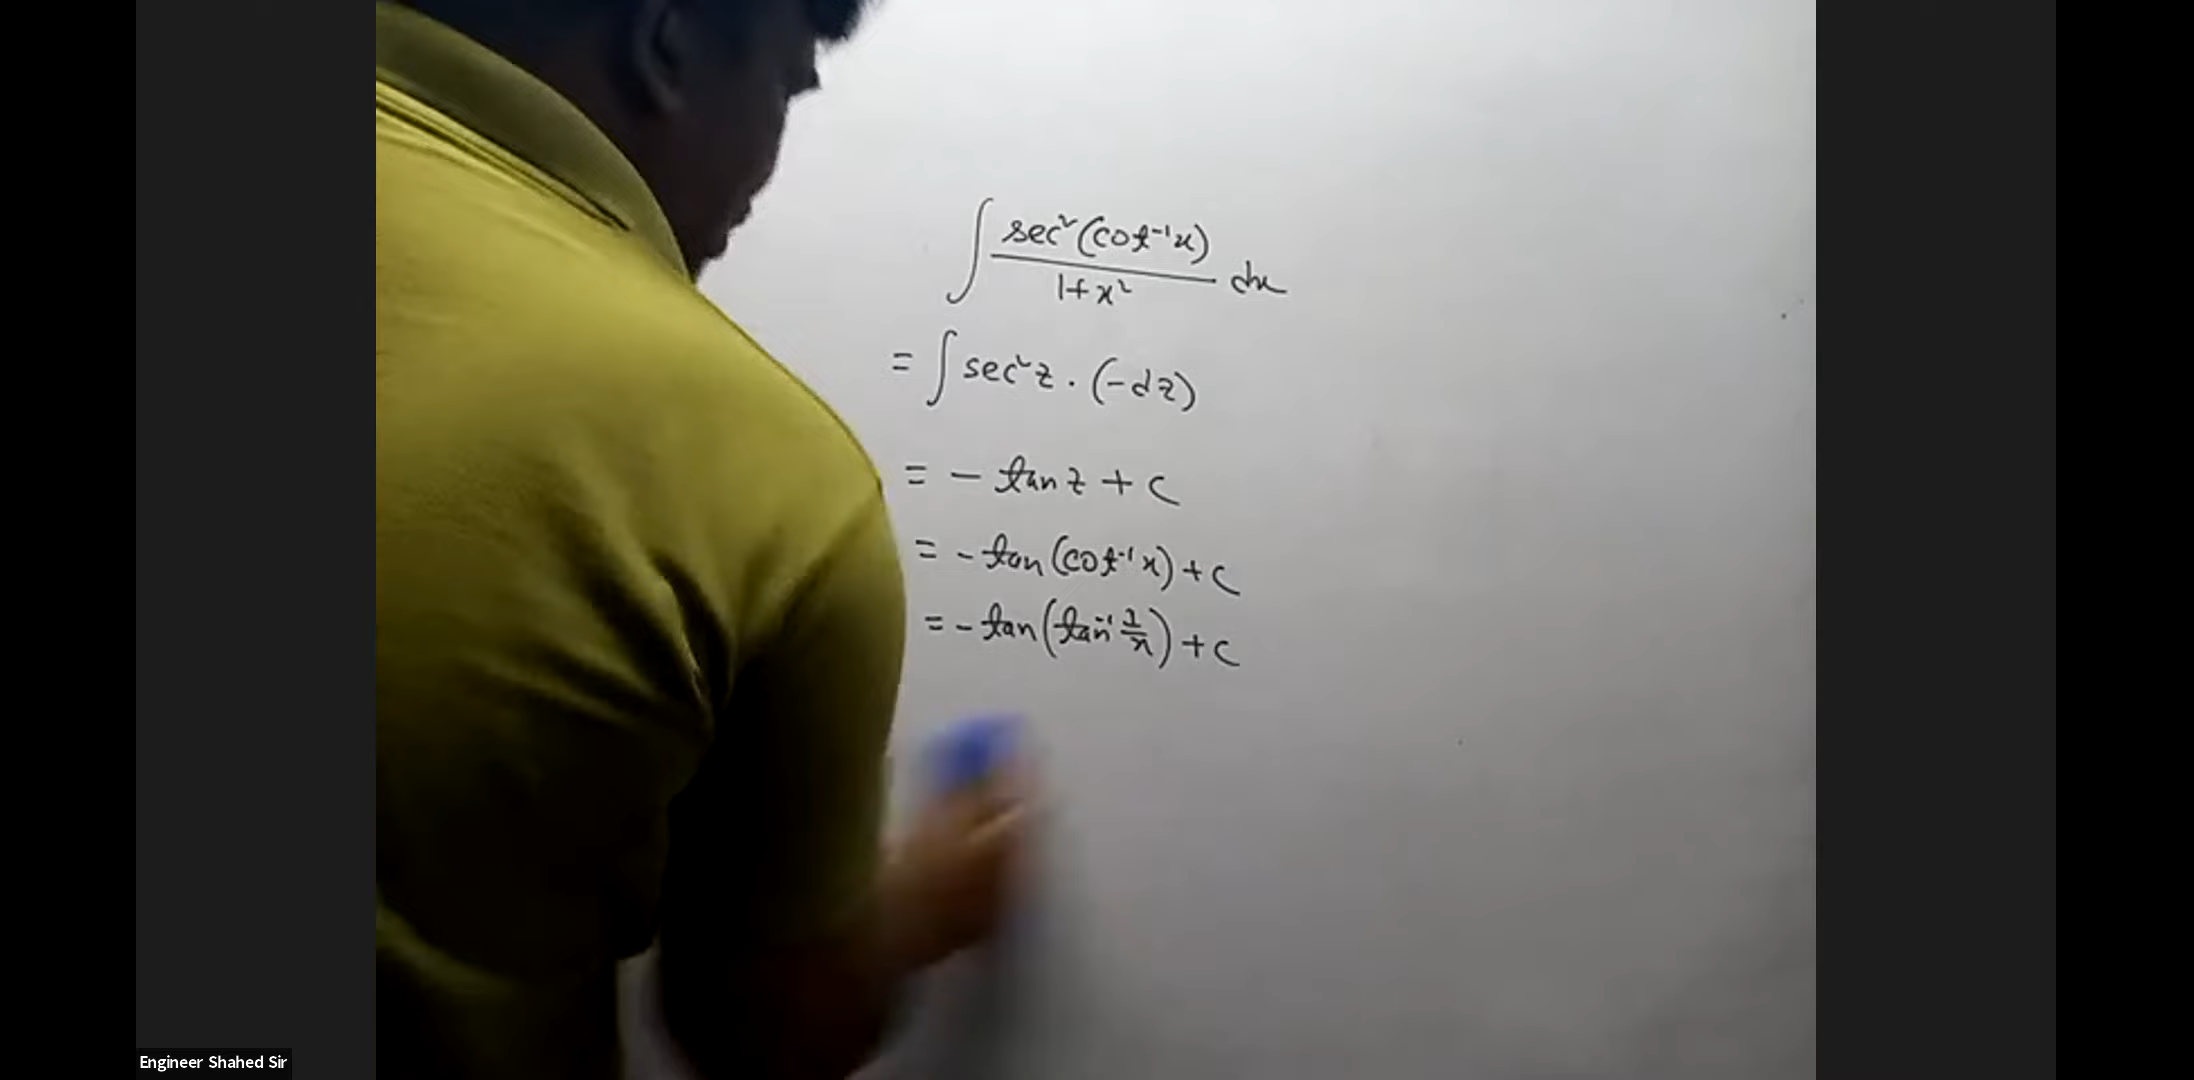 ∫ sec²(cot⁻¹x) / 1+x² dx
= ∫ sec²z . (-dz)
= - tan z + c
= - tan (cot⁻¹x) + c
= - tan (tan⁻¹ 1/x) + c
Engineer Shahed Sir